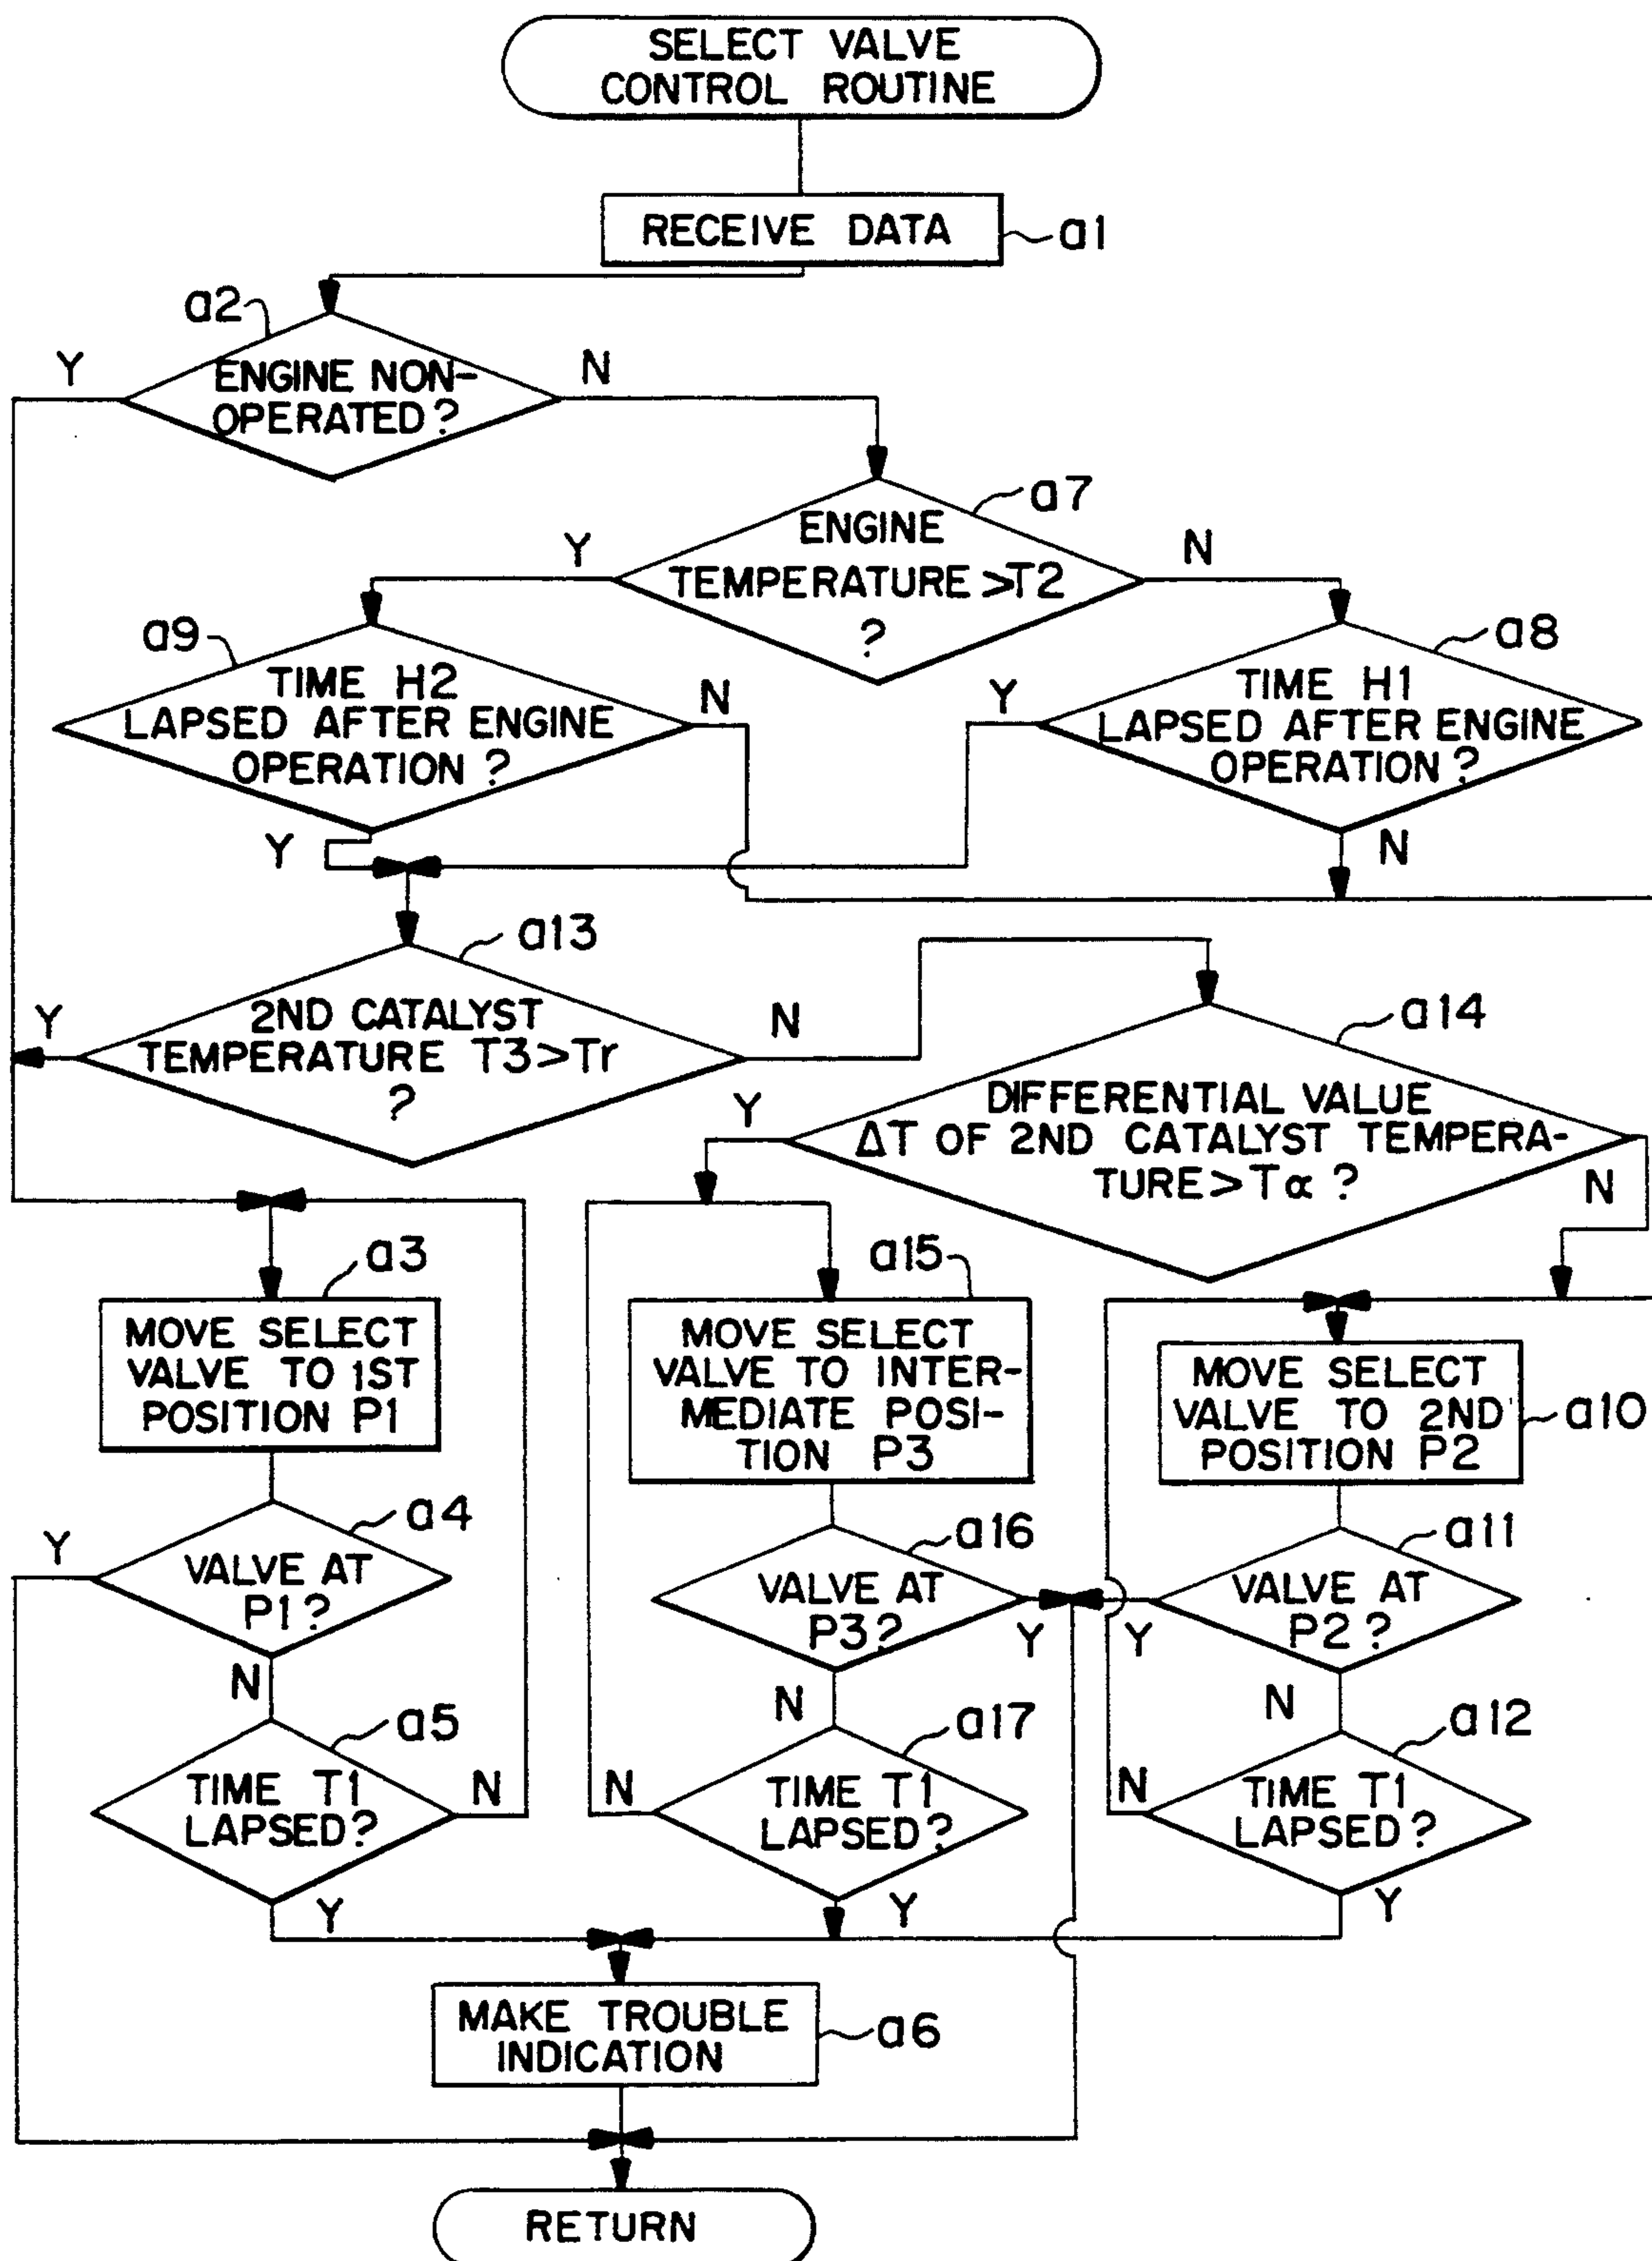 SELECT VALVE
CONTROL ROUTINE
RECEIVE DATA
a1
a2
Y
ENGINE NON-
OPERATED?
N
a7
Y
ENGINE
TEMPERATURE >T2
?
N
a9
TIME H2
LAPSED AFTER ENGINE
OPERATION ?
N
Y
a8
Y
TIME H1
LAPSED AFTER ENGINE
OPERATION ?
N
a13
Y
2ND CATALYST
TEMPERATURE T3>Tr
?
N
a14
Y
DIFFERENTIAL VALUE
ΔT OF 2ND CATALYST TEMPERA-
TURE>Tα ?
N
a3
MOVE SELECT
VALVE TO 1ST
POSITION P1
a15
MOVE SELECT
VALVE TO INTER-
MEDIATE POSI-
TION P3
MOVE SELECT
VALVE TO 2ND
POSITION P2
a10
a4
Y
VALVE AT
P1?
N
a16
VALVE AT
P3?
Y
N
a11
VALVE AT
P2?
Y
N
a5
TIME T1
LAPSED?
N
Y
a17
N
TIME T1
LAPSED?
Y
a12
N
TIME T1
LAPSED?
Y
MAKE TROUBLE
INDICATION
a6
RETURN